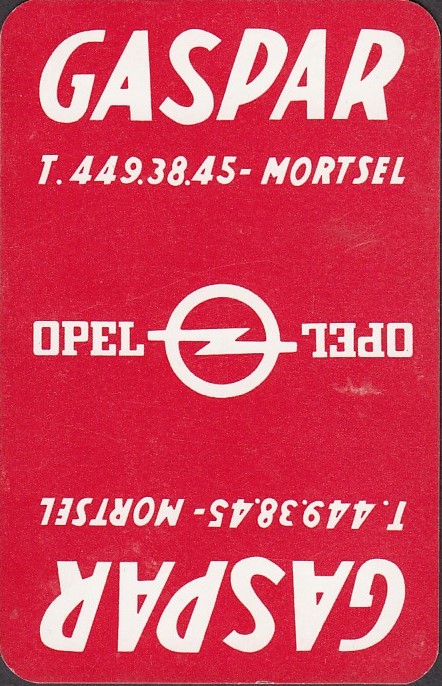 GASPAR
T. 449.38.45 - MORTSEL
OPEL OPEL
T. 449.38.45 - MORTSEL
GASPAR